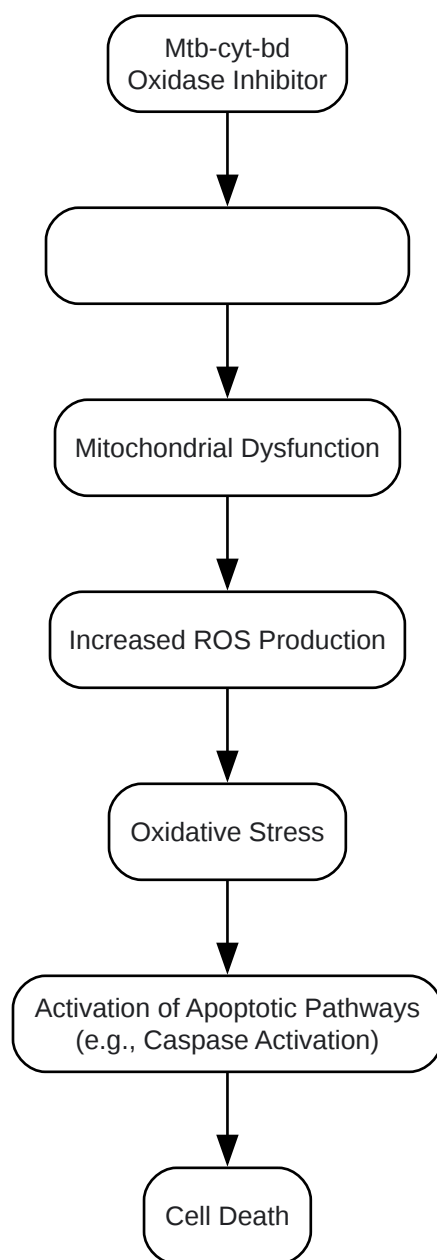 Mtb-cyt-bd
Oxidase Inhibitor
Mitochondrial Dysfunction
Increased ROS Production
Oxidative Stress
Activation of Apoptotic Pathways
(e.g., Caspase Activation)
Cell Death